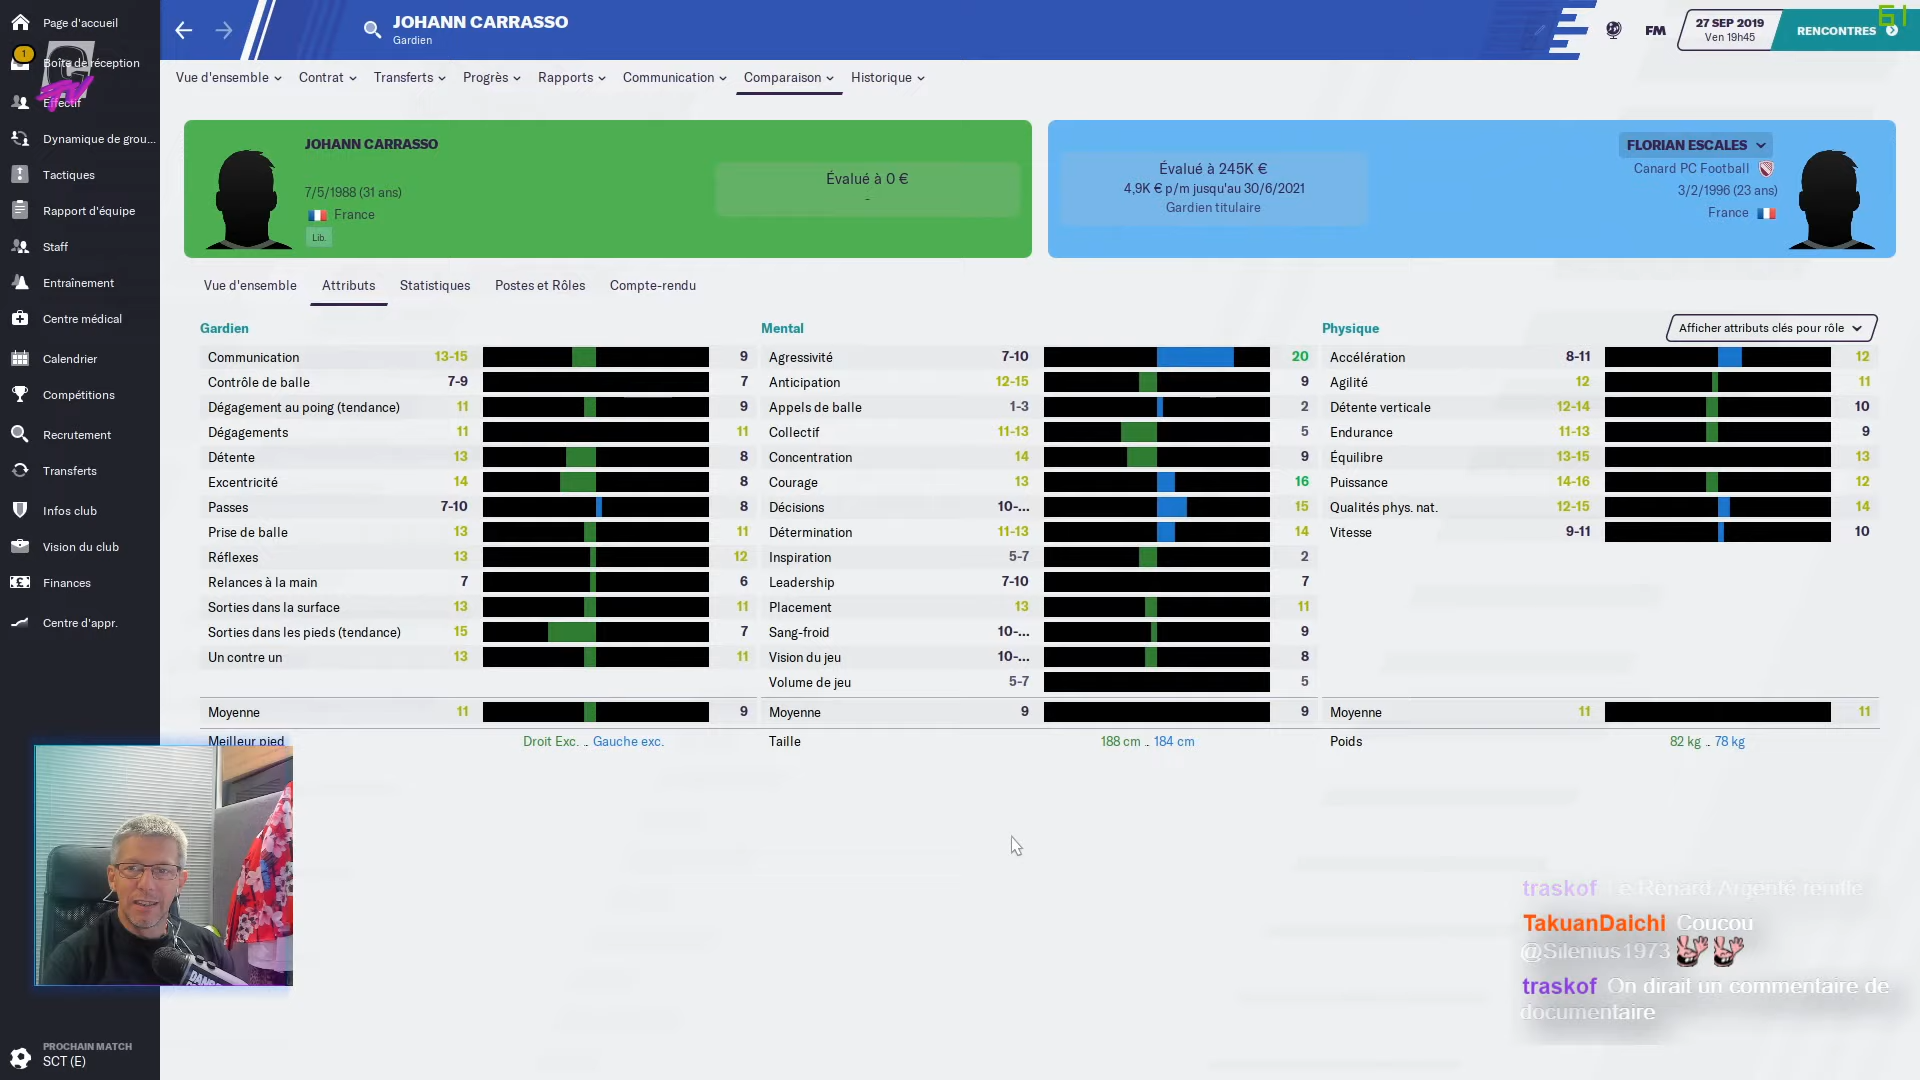 Page d'accueil
1
Boîte de réception
Effectif
Dynamique de grou...
Tactiques
Rapport d'équipe
Staff
Entraînement
Centre médical
Calendrier
Compétitions
Recrutement
Transferts
Infos club
Vision du club
Finances
Centre d'appr.
PROCHAIN MATCH
SCT (E)
JOHANN CARRASSO
Gardien
FM
27 SEP 2019
Ven 19h45
RENCONTRES
61
Vue d'ensemble Contrat Transferts Progrès Rapports Communication Comparaison Historique
JOHANN CARRASSO
7/5/1988 (31 ans)
France
Lib.
Évalué à 0 €
-
Évalué à 245K €
4,9K € p/m jusqu'au 30/6/2021
Gardien titulaire
FLORIAN ESCALES
Canard PC Football
3/2/1996 (23 ans)
France
Vue d'ensemble Attributs Statistiques Postes et Rôles Compte-rendu
Afficher attributs clés pour rôle
Gardien
Communication 13-15 9
Contrôle de balle 7-9 7
Dégagement au poing (tendance) 11 9
Dégagements 11 11
Détente 13 8
Excentricité 14 8
Passes 7-10 8
Prise de balle 13 11
Réflexes 13 12
Relances à la main 7 6
Sorties dans la surface 13 11
Sorties dans les pieds (tendance) 15 7
Un contre un 13 11
Moyenne 11 9
Meilleur pied Droit Exc. .. Gauche exc.
Mental
Agressivité 7-10 20
Anticipation 12-15 9
Appels de balle 1-3 2
Collectif 11-13 5
Concentration 14 9
Courage 13 16
Décisions 10-... 15
Détermination 11-13 14
Inspiration 5-7 2
Leadership 7-10 7
Placement 13 11
Sang-froid 10-... 9
Vision du jeu 10-... 8
Volume de jeu 5-7 5
Moyenne 9 9
Taille 188 cm .. 184 cm
Physique
Accélération 8-11 12
Agilité 12 11
Détente verticale 12-14 10
Endurance 11-13 9
Équilibre 13-15 13
Puissance 14-16 12
Qualités phys. nat. 12-15 14
Vitesse 9-11 10
Moyenne 11 11
Poids 82 kg .. 78 kg
traskof Le Renard Argenté renifle
TakuanDaichi Coucou
@Silenius1973
traskof On dirait un commentaire de
documentaire